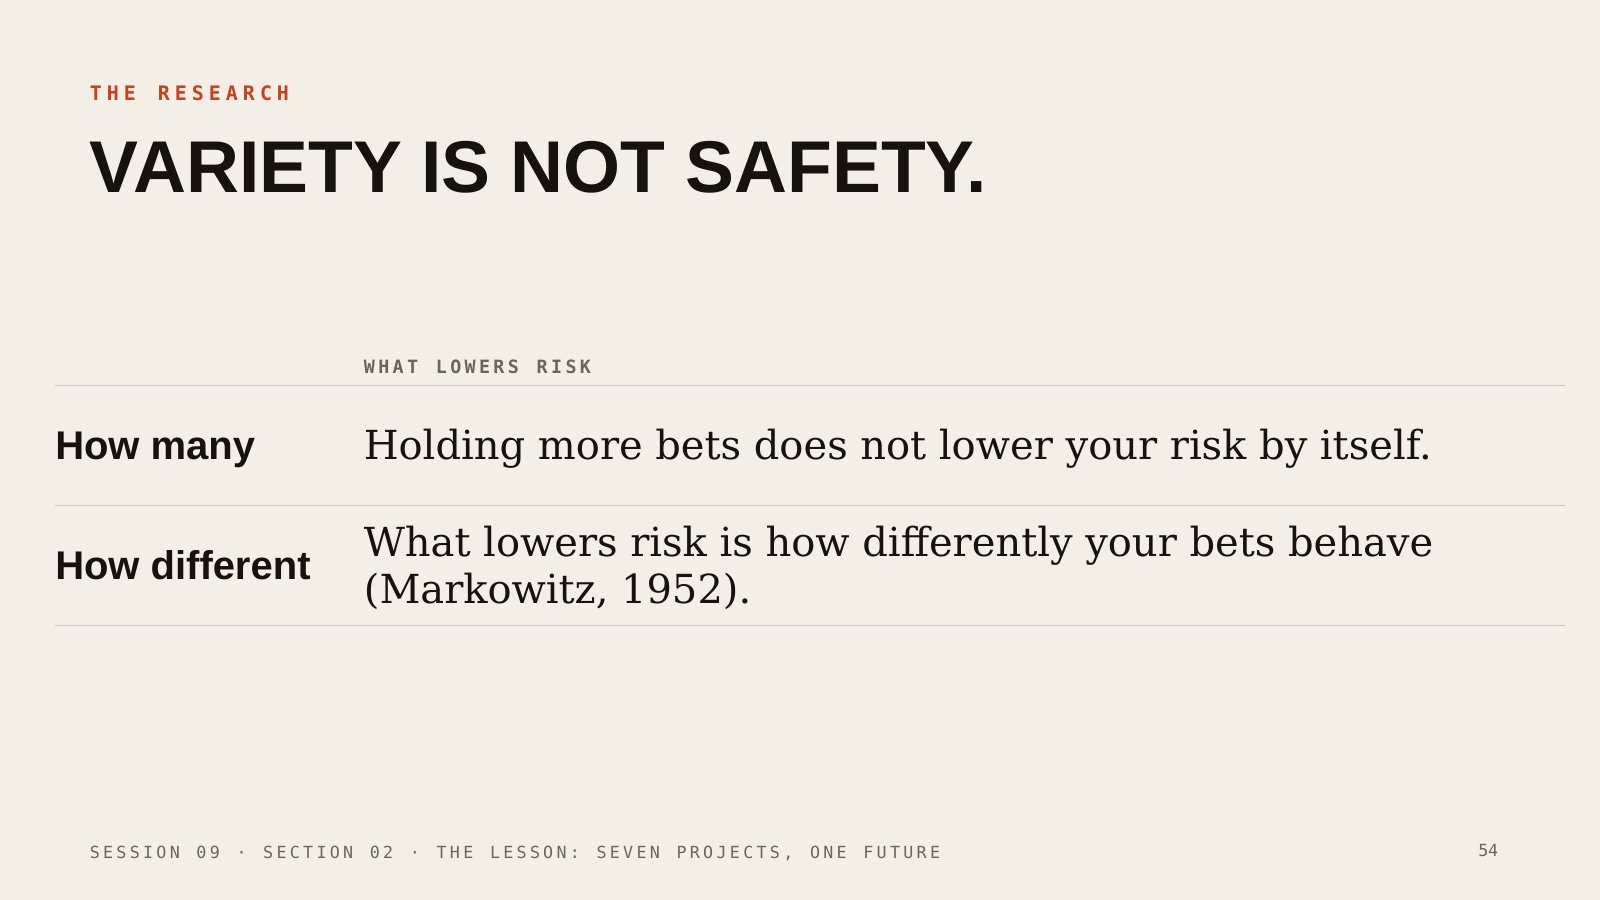 THE RESEARCH
VARIETY IS NOT SAFETY.
WHAT LOWERS RISK
How many
Holding more bets does not lower your risk by itself.
How different
What lowers risk is how differently your bets behave
(Markowitz, 1952).
SESSION 09 · SECTION 02 · THE LESSON: SEVEN PROJECTS, ONE FUTURE
54